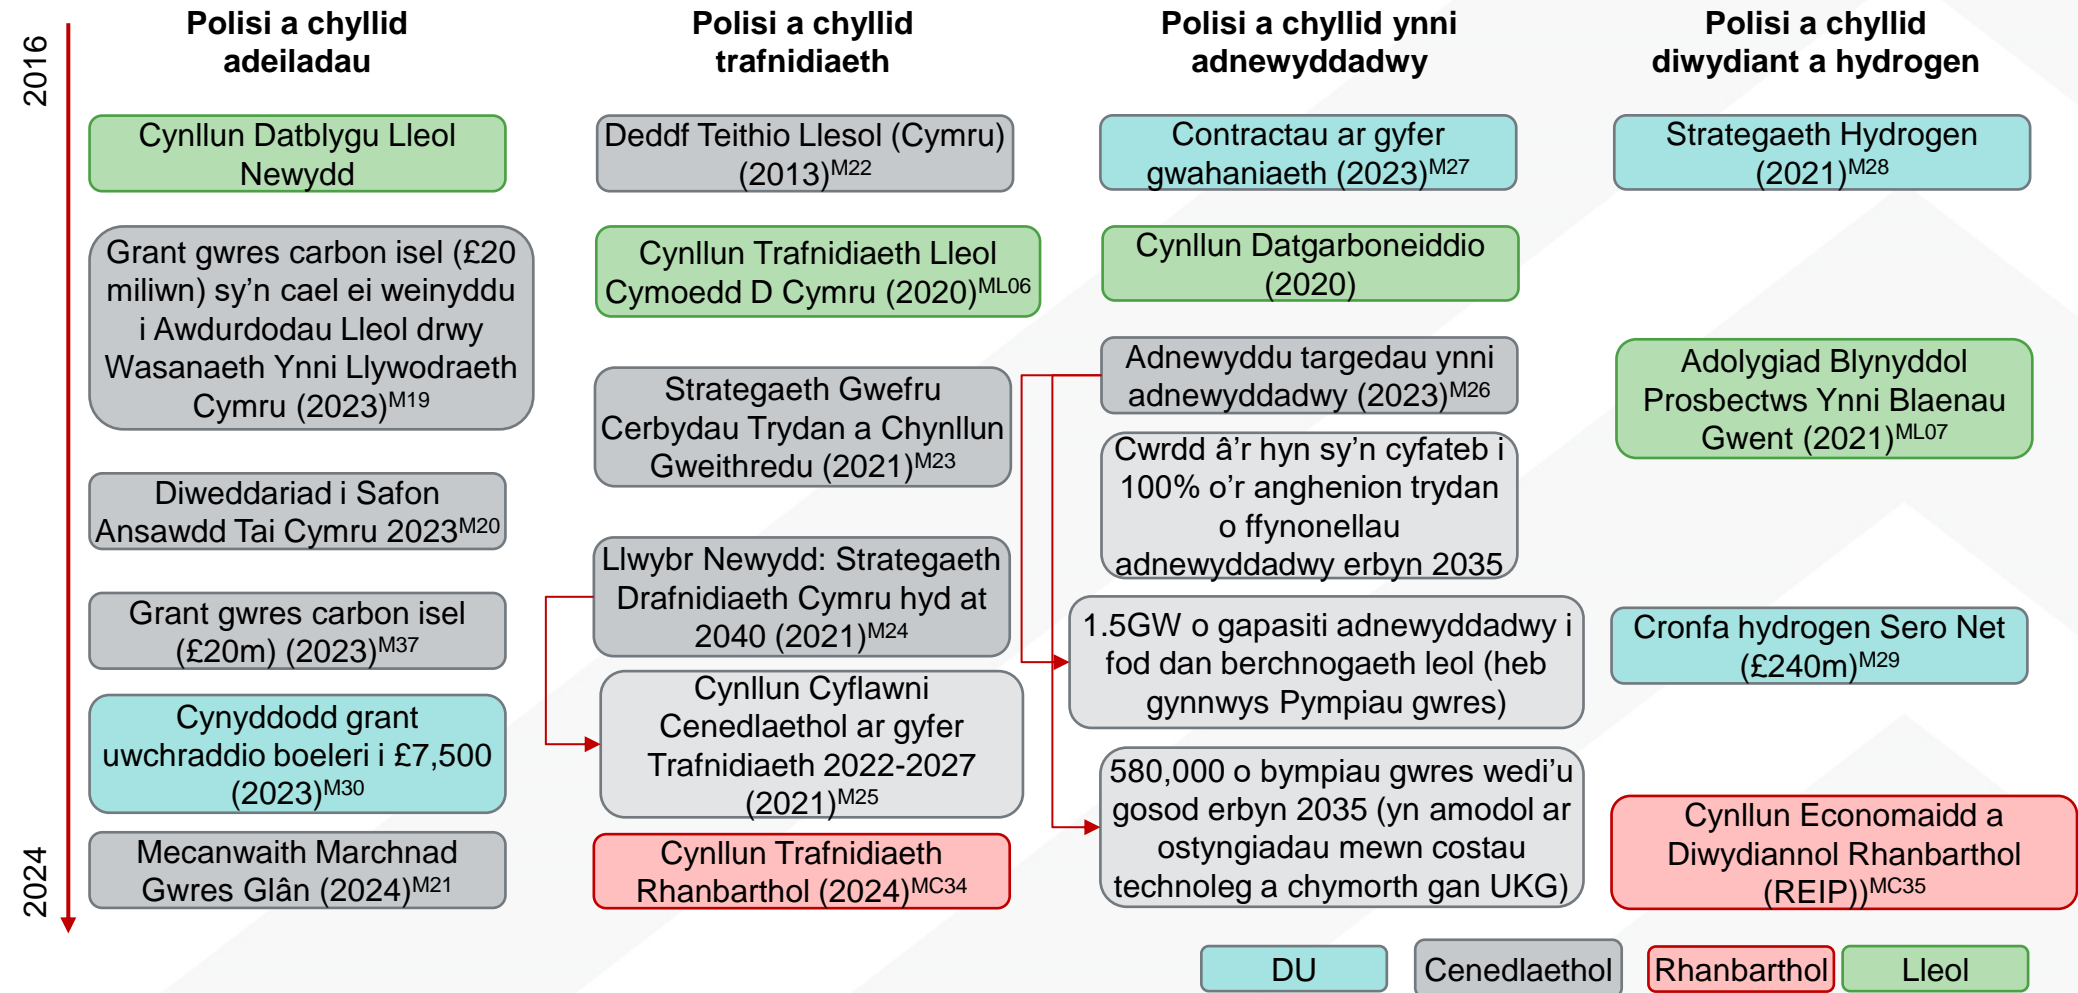 2016
2024
Polisi a chyllid
adeiladau
Cynllun Datblygu Lleol
Newydd
Grant gwres carbon isel (£20
miliwn) sy’n cael ei weinyddu
i Awdurdodau Lleol drwy
Wasanaeth Ynni Llywodraeth
Cymru (2023)M19
Diweddariad i Safon
Ansawdd Tai Cymru 2023M20
Grant gwres carbon isel
(£20m) (2023)M37
Cynyddodd grant
uwchraddio boeleri i £7,500
(2023)M30
Mecanwaith Marchnad
Gwres Glân (2024)M21
Polisi a chyllid
trafnidiaeth
Deddf Teithio Llesol (Cymru)
(2013)M22
Cynllun Trafnidiaeth Lleol
Cymoedd D Cymru (2020)ML06
Strategaeth Gwefru
Cerbydau Trydan a Chynllun
Gweithredu (2021)M23
Llwybr Newydd: Strategaeth
Drafnidiaeth Cymru hyd at
2040 (2021)M24
Cynllun Cyflawni
Cenedlaethol ar gyfer
Trafnidiaeth 2022-2027
(2021)M25
Cynllun Trafnidiaeth
Rhanbarthol (2024)MC34
Polisi a chyllid ynni
adnewyddadwy
Contractau ar gyfer
gwahaniaeth (2023)M27
Cynllun Datgarboneiddio
(2020)
Adnewyddu targedau ynni
adnewyddadwy (2023)M26
Cwrdd â’r hyn sy’n cyfateb i
100% o’r anghenion trydan
o ffynonellau
adnewyddadwy erbyn 2035
1.5GW o gapasiti adnewyddadwy i
fod dan berchnogaeth leol (heb
gynnwys Pympiau gwres)
580,000 o bympiau gwres wedi’u
gosod erbyn 2035 (yn amodol ar
ostyngiadau mewn costau
technoleg a chymorth gan UKG)
Polisi a chyllid
diwydiant a hydrogen
Strategaeth Hydrogen
(2021)M28
Adolygiad Blynyddol
Prosbectws Ynni Blaenau
Gwent (2021)ML07
Cronfa hydrogen Sero Net
(£240m)M29
Cynllun Economaidd a
Diwydiannol Rhanbarthol
(REIP))MC35
DU
Cenedlaethol
Rhanbarthol
Lleol